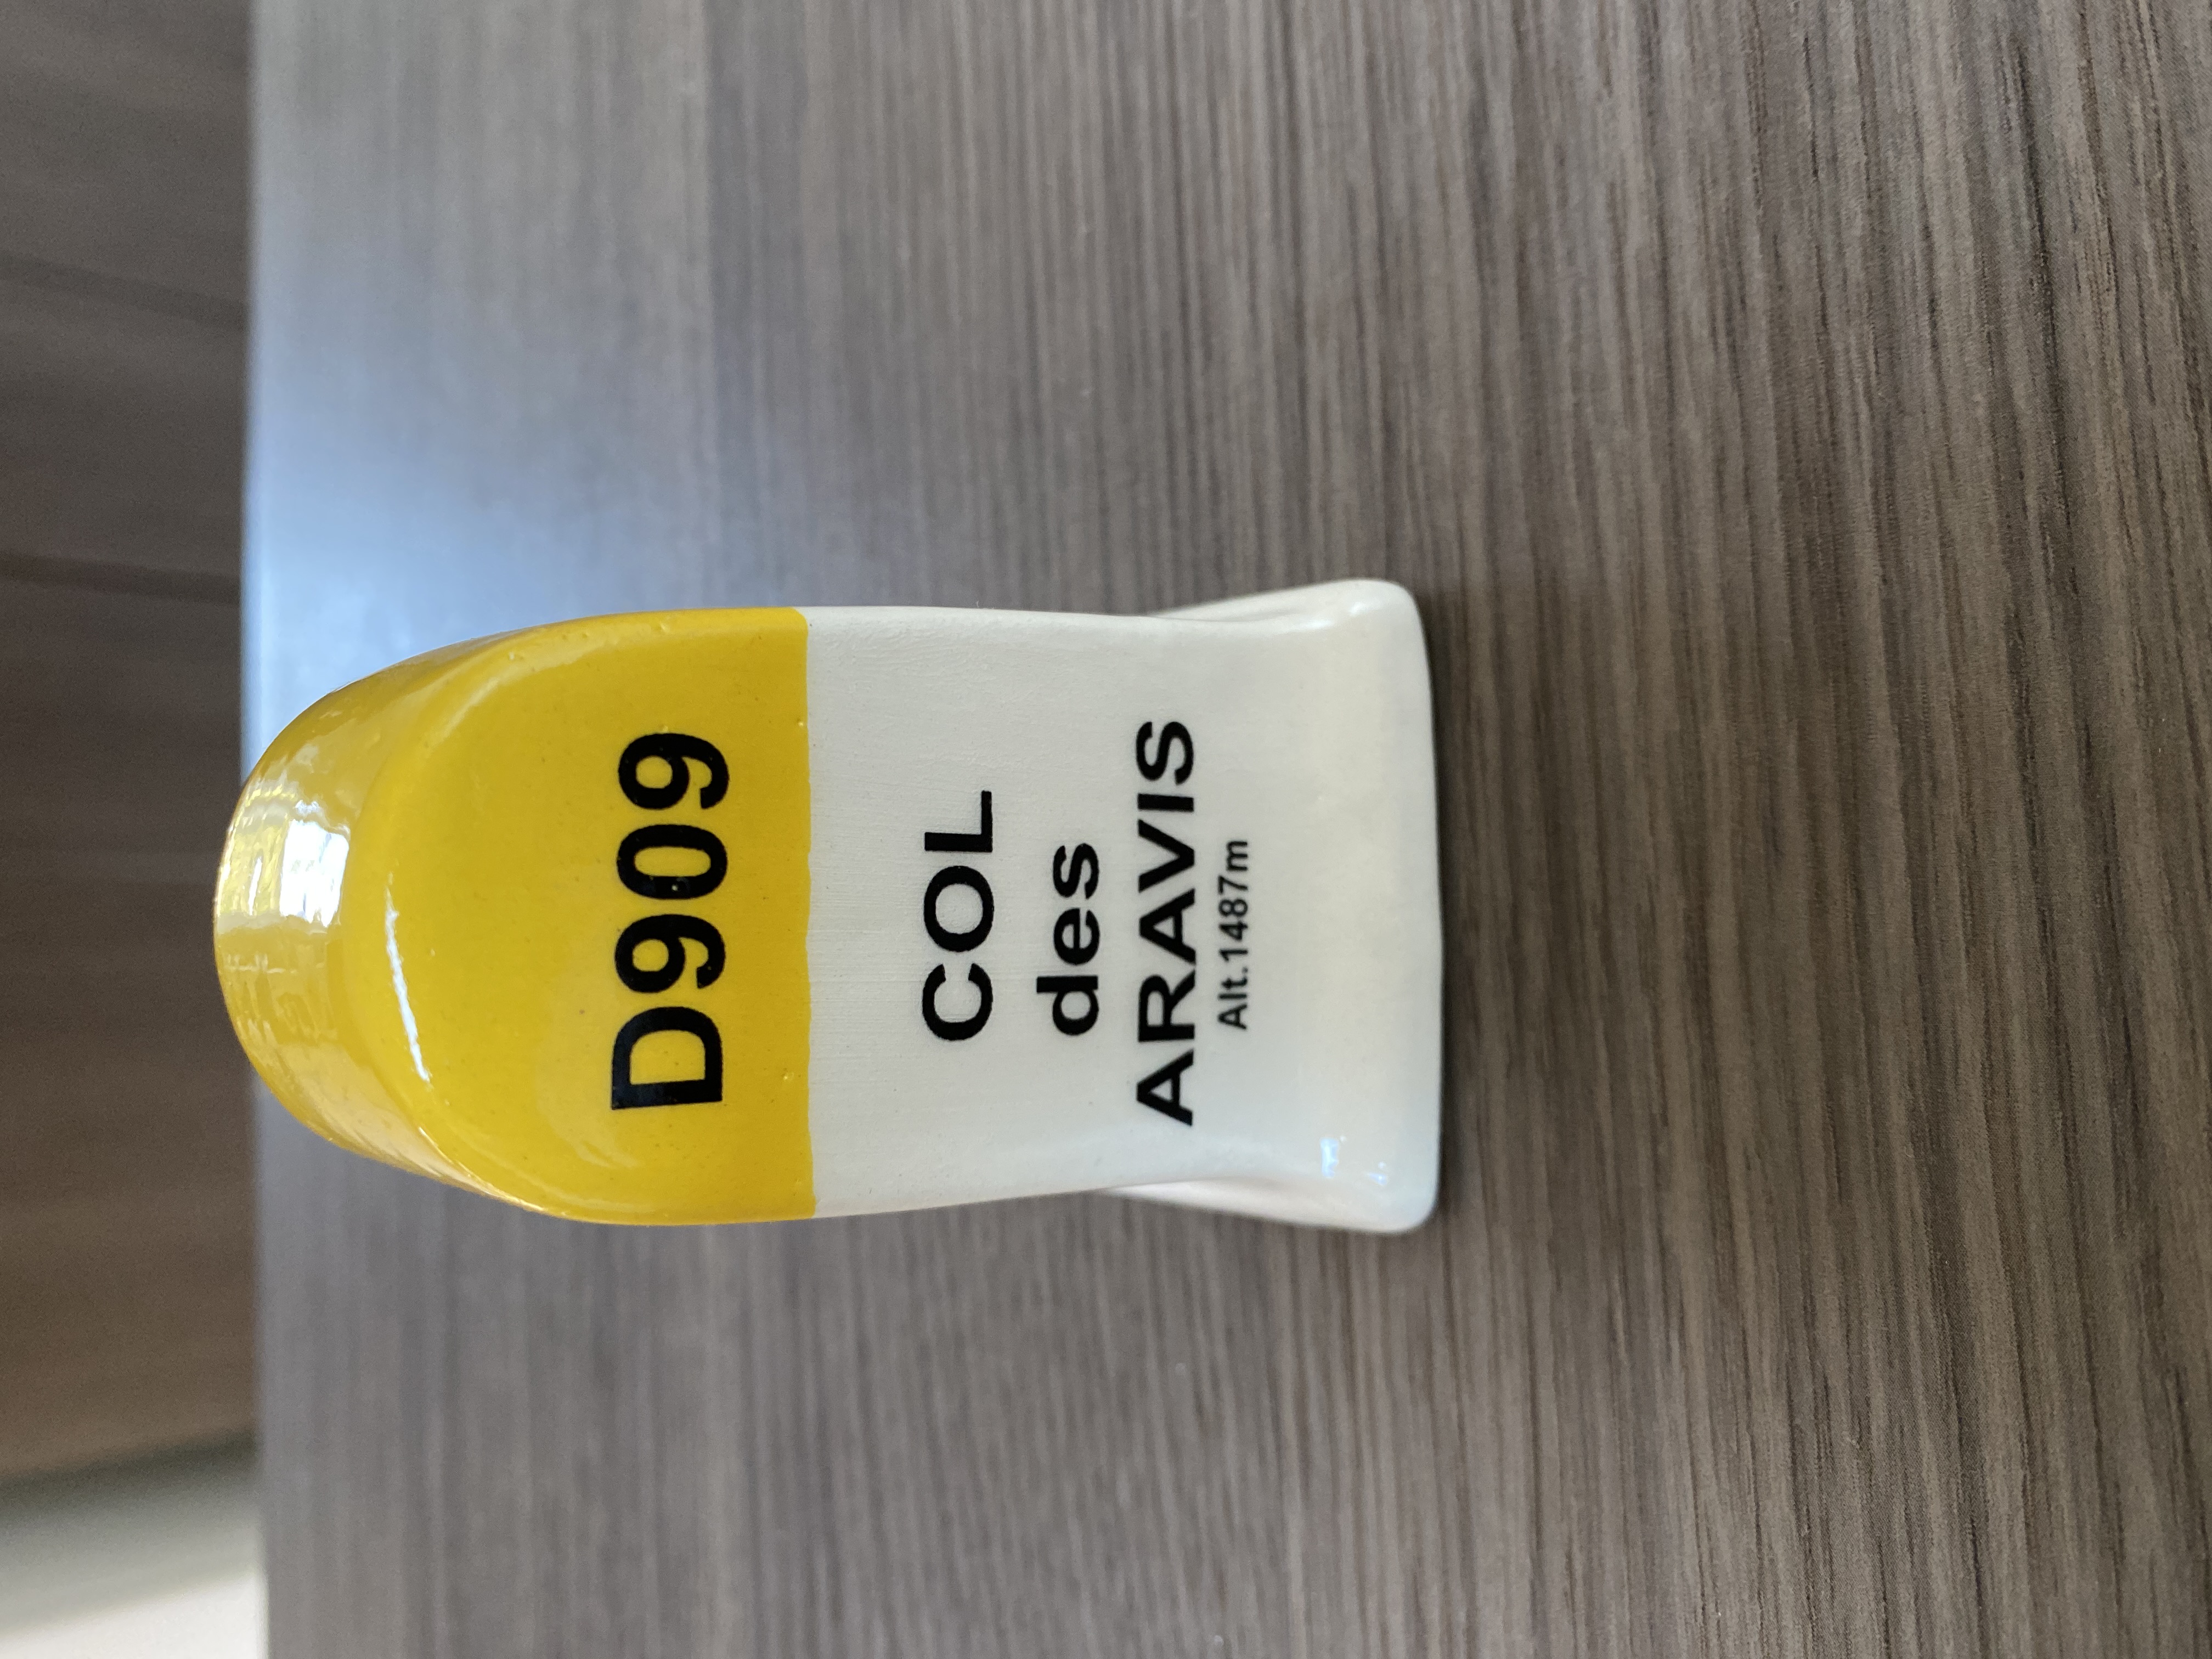 D909
COL
des
ARAVIS
Alt.1487m